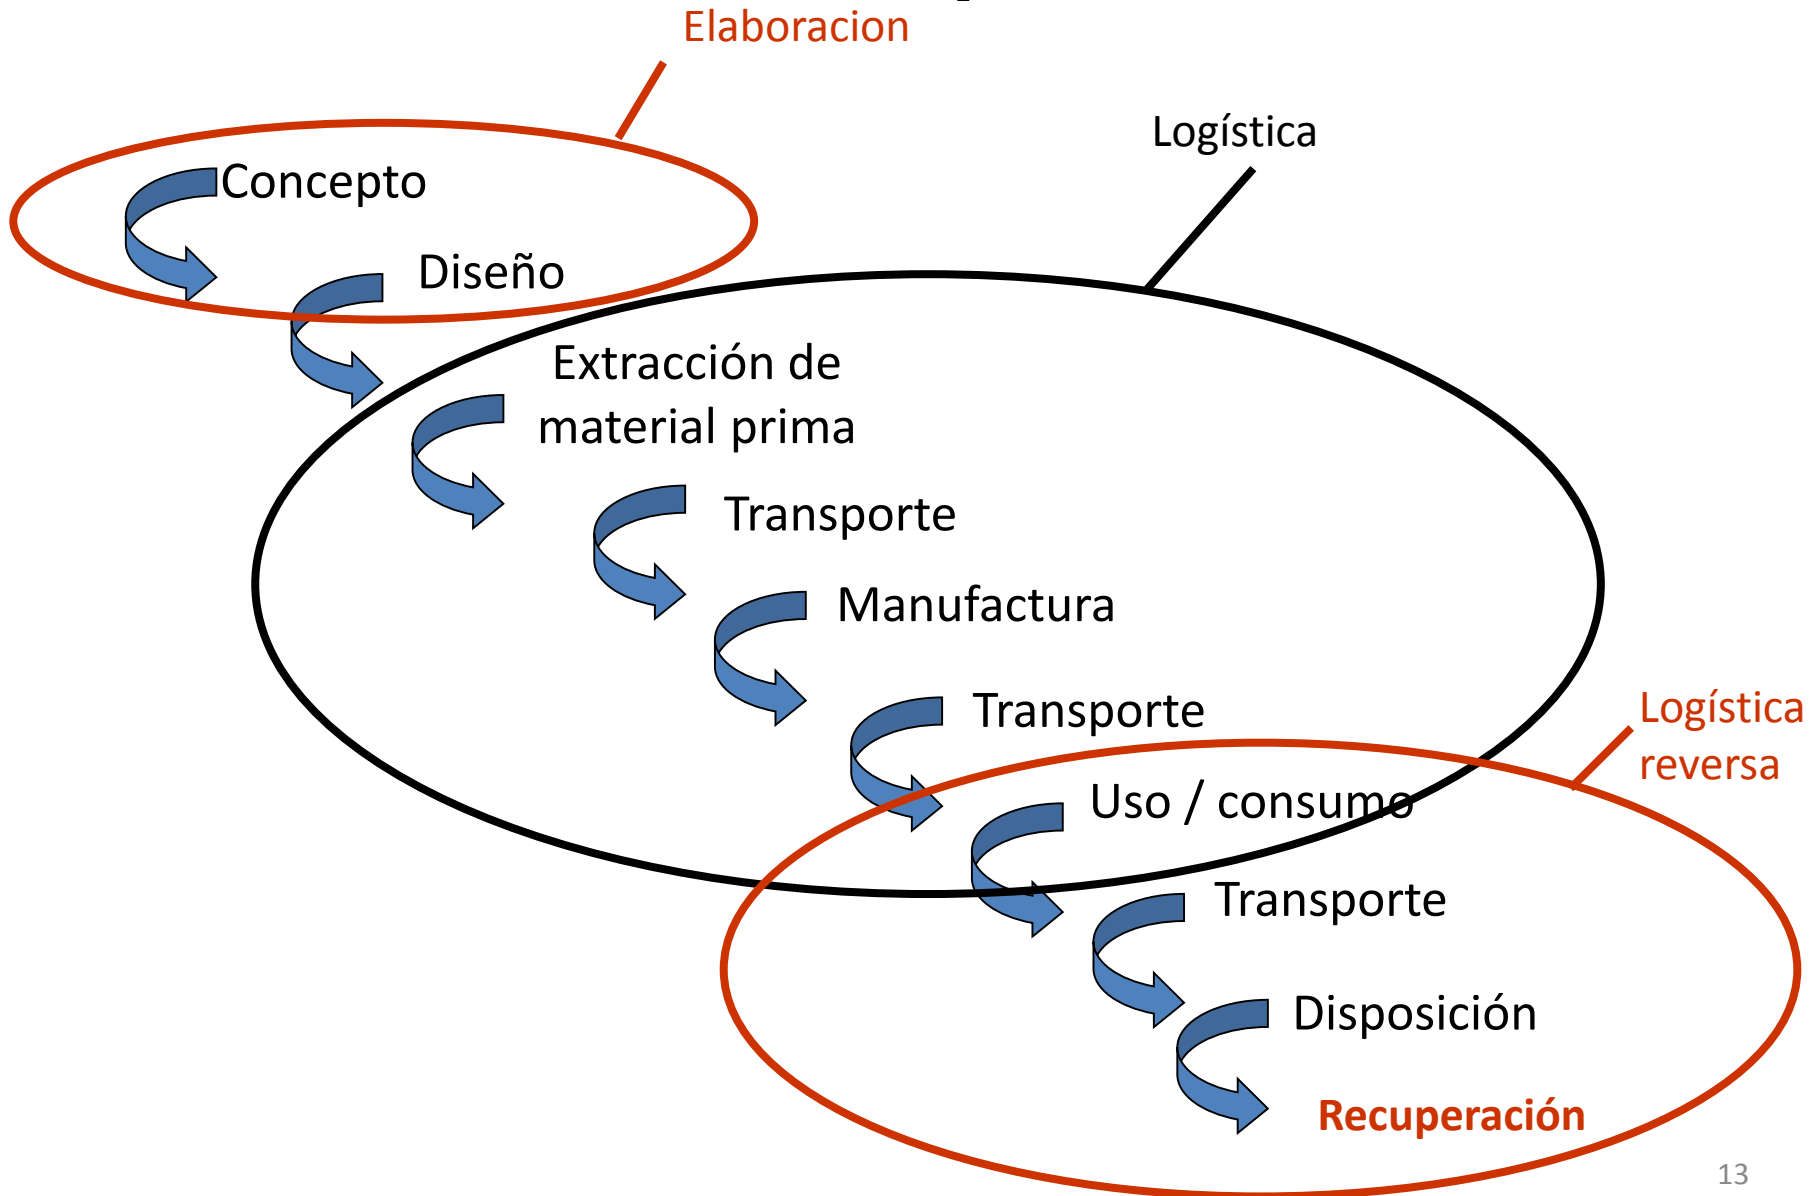 Elaboracion
Logística
Concepto
Diseño
Extracción de
material prima
Transporte
Manufactura
Transporte
Logística
reversa
Uso / consumo
Transporte
Disposición
Recuperación
13